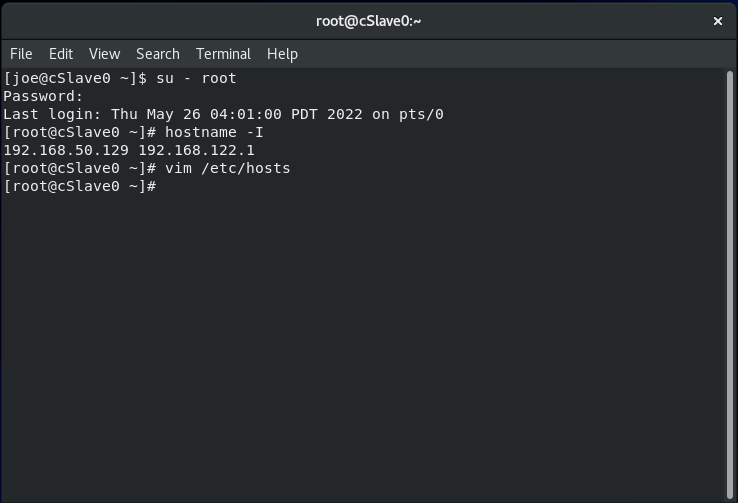 root@cSlave0:~ ×
File Edit View Search Terminal Help
[joe@cSlave0 ~]$ su - root
Password:
Last login: Thu May 26 04:01:00 PDT 2022 on pts/0
[root@cSlave0 ~]# hostname -I
192.168.50.129 192.168.122.1
[root@cSlave0 ~]# vim /etc/hosts
[root@cSlave0 ~]#